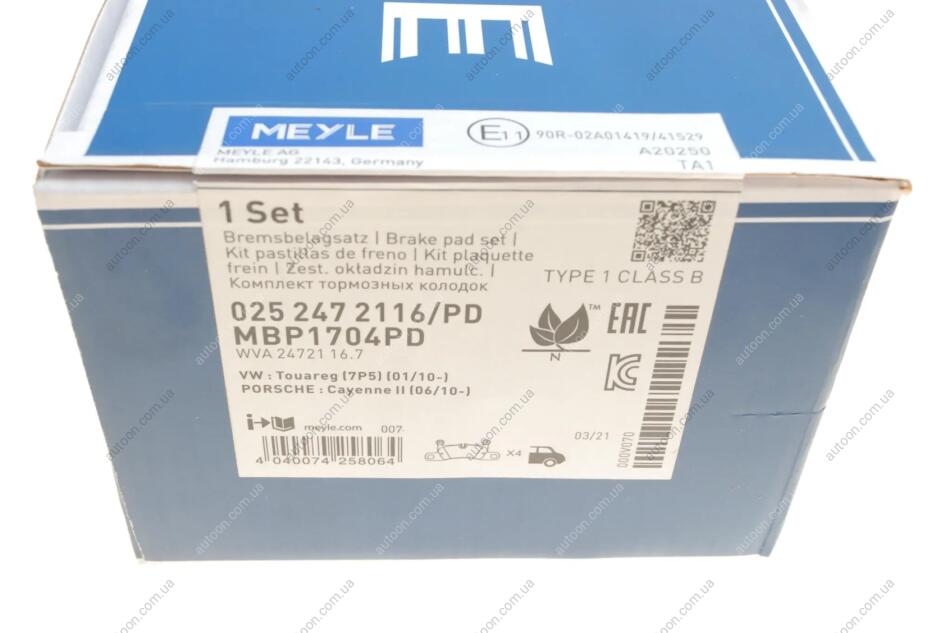 MEYLE
MEYLE AG
Hamburg 22143, Germany
E11 90R-02A01419/41529
A20250
TA1
1 Set
Bremsbelagsatz | Brake pad set |
Kit pastillas de freno | Kit plaquette
frein | Zest. okładzin hamulc. |
Комплект тормозных колодок
TYPE 1 CLASS B
025 247 2116/PD
MBP1704PD
WVA 24721 16.7
VW : Touareg (7P5) (01/10-)
PORSCHE : Cayenne II (06/10-)
™
N
EAC
KC
i
meyle.com 007
4 040074 258064
X4
03/21
000V070
autoon.com.ua